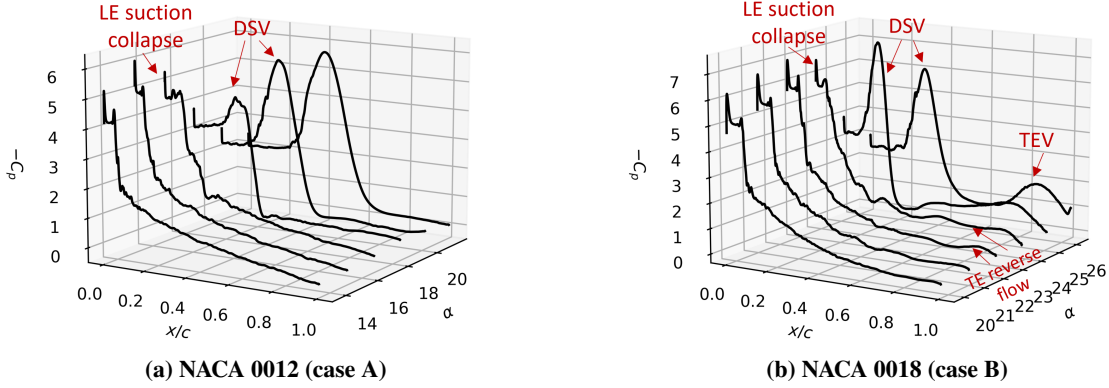 LE suction
collapse
DSV
6
5
4
3
2
1
0
−Cp
0.0
0.2
0.4
0.6
0.8
1.0
x/c
14
16
18
20
α
(a) NACA 0012 (case A)
LE suction
collapse
DSV
TEV
TE reverse
flow
7
6
5
4
3
2
1
0
−Cp
0.0
0.2
0.4
0.6
0.8
1.0
x/c
20
21
22
23
24
25
26
α
(b) NACA 0018 (case B)